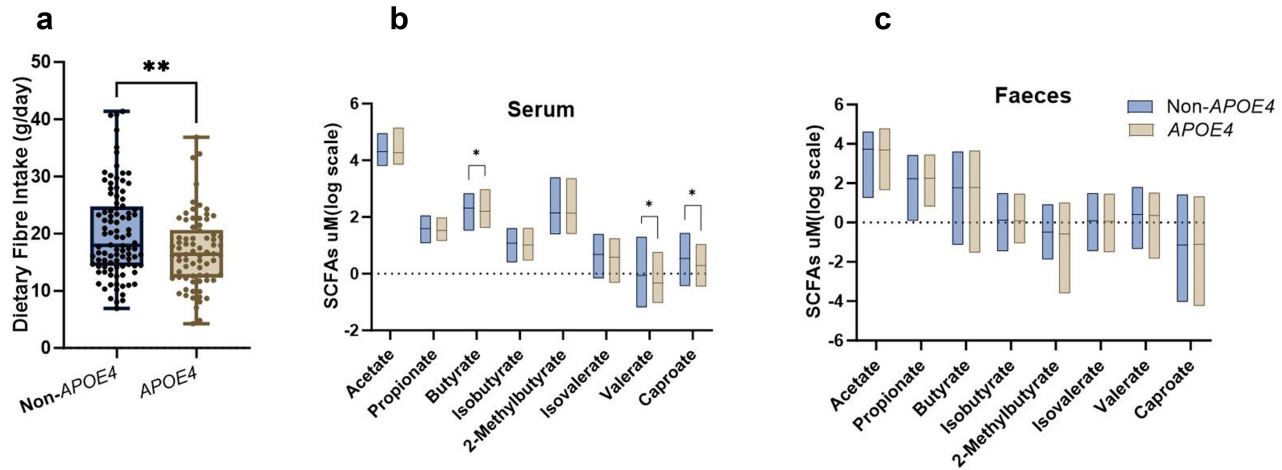 a
Dietary Fibre Intake (g/day)
50
40
30
20
10
0
**
Non-APOE4
APOE4
b
Serum
SCFAs uM(log scale)
6
4
2
0
-2
*
*
*
Acetate
Propionate
Butyrate
Isobutyrate
2-Methylbutyrate
Isovalerate
Valerate
Caproate
c
Faeces
Non-APOE4
APOE4
SCFAs uM(log scale)
6
4
2
0
-2
-4
-6
Acetate
Propionate
Butyrate
Isobutyrate
2-Methylbutyrate
Isovalerate
Valerate
Caproate